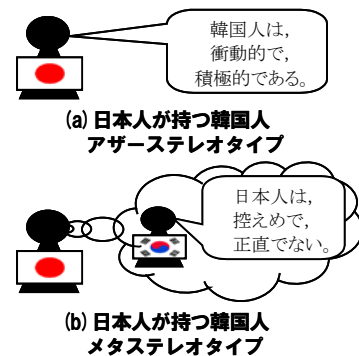 韓国人は,
衝動的で,
積極的である。
(a) 日本人が持つ韓国人
アザーステレオタイプ
日本人は,
控えめで,
正直でない。
(b) 日本人が持つ韓国人
メタステレオタイプ